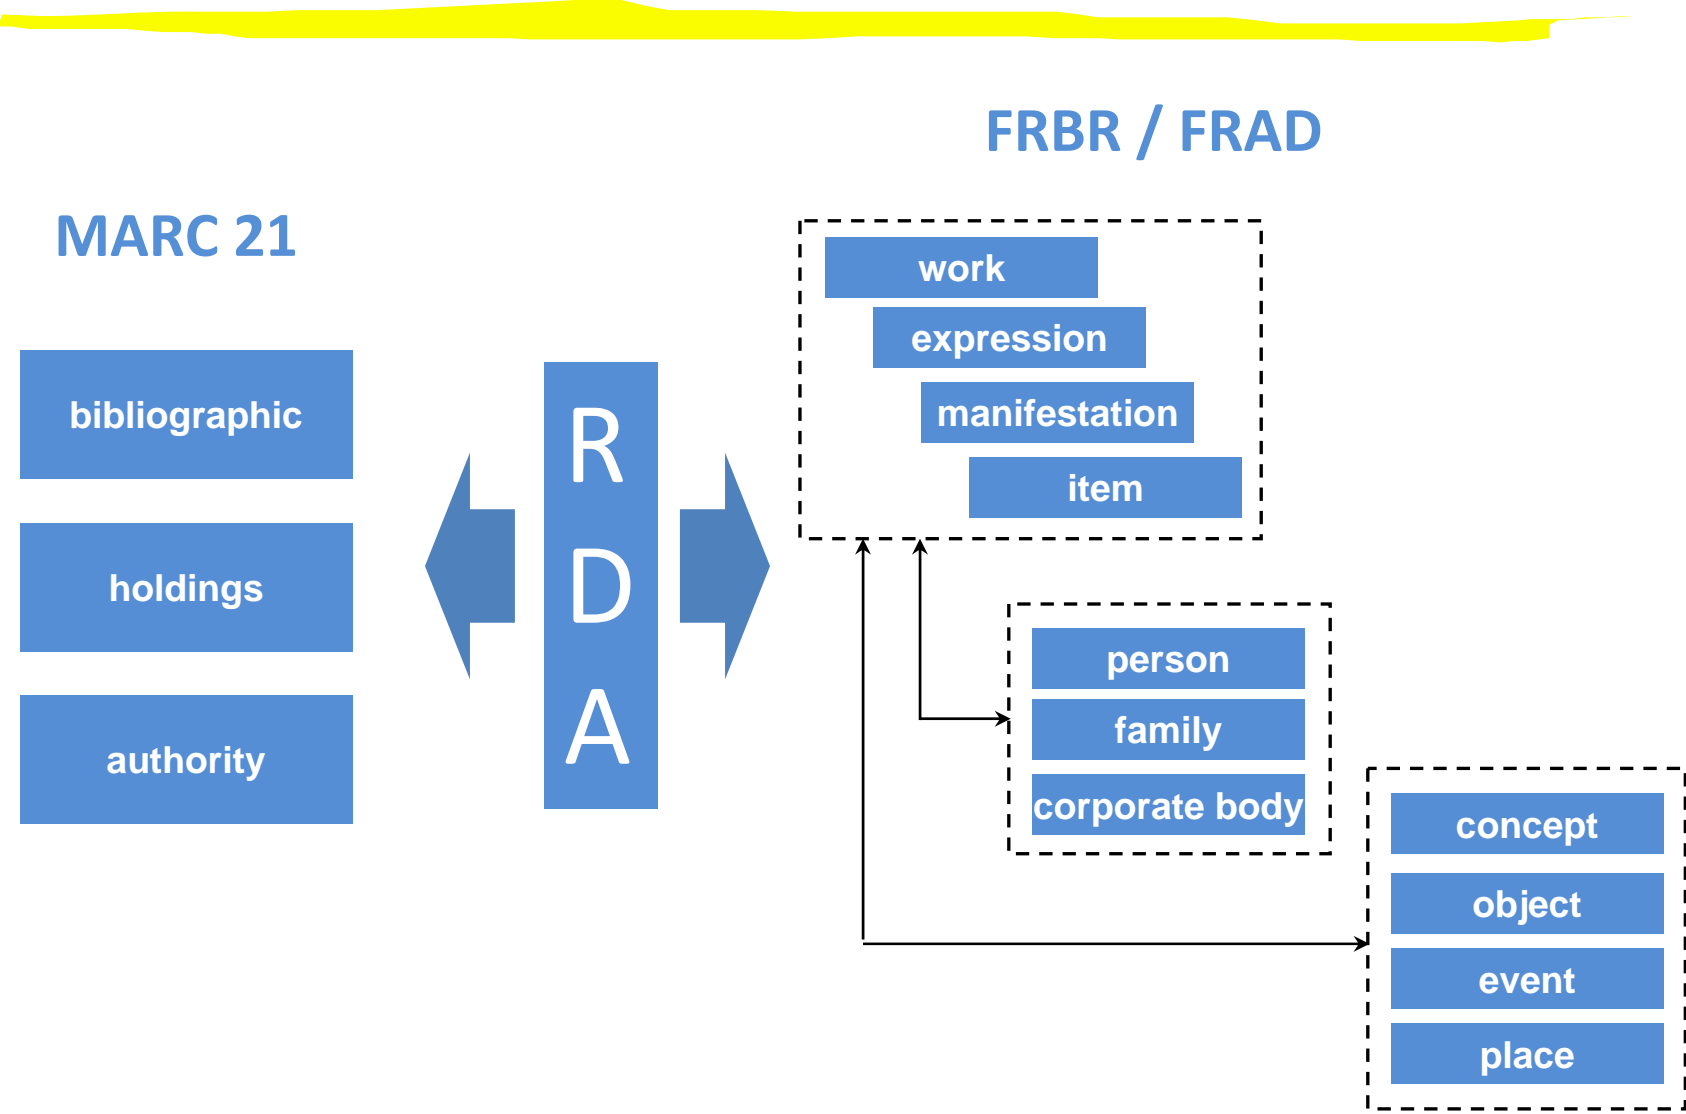 FRBR / FRAD
MARC 21
bibliographic
holdings
authority
R
D
A
work
expression
manifestation
item
person
family
corporate body
concept
object
event
place